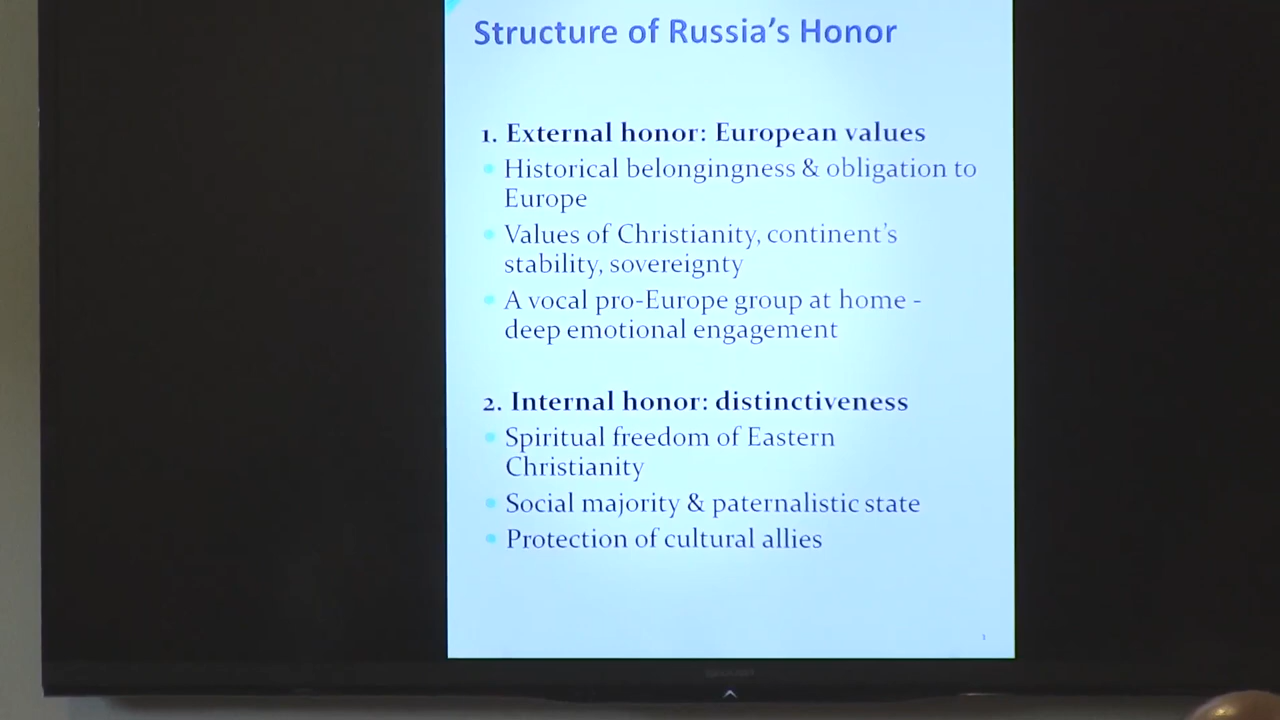 Structure of Russia's Honor
1. External honor: European values
Historical belongingness & obligation to
Europe
Values of Christianity, continent's
stability, sovereignty
A vocal pro-Europe group at home -
deep emotional engagement
2. Internal honor: distinctiveness
Spiritual freedom of Eastern
Christianity
Social majority & paternalistic state
Protection of cultural allies